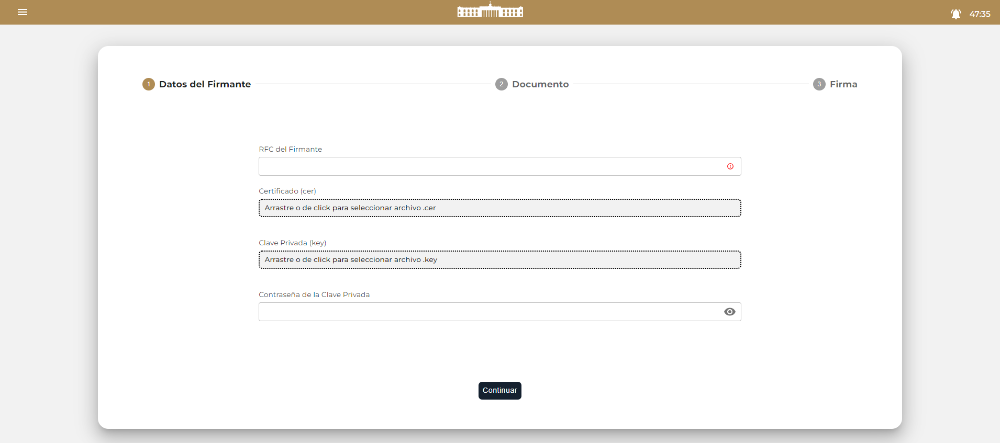 47:35
1 Datos del Firmante 2 Documento 3 Firma
RFC del Firmante
Certificado (cer)
Arrastre o de click para seleccionar archivo .cer
Clave Privada (key)
Arrastre o de click para seleccionar archivo .key
Contraseña de la Clave Privada
Continuar